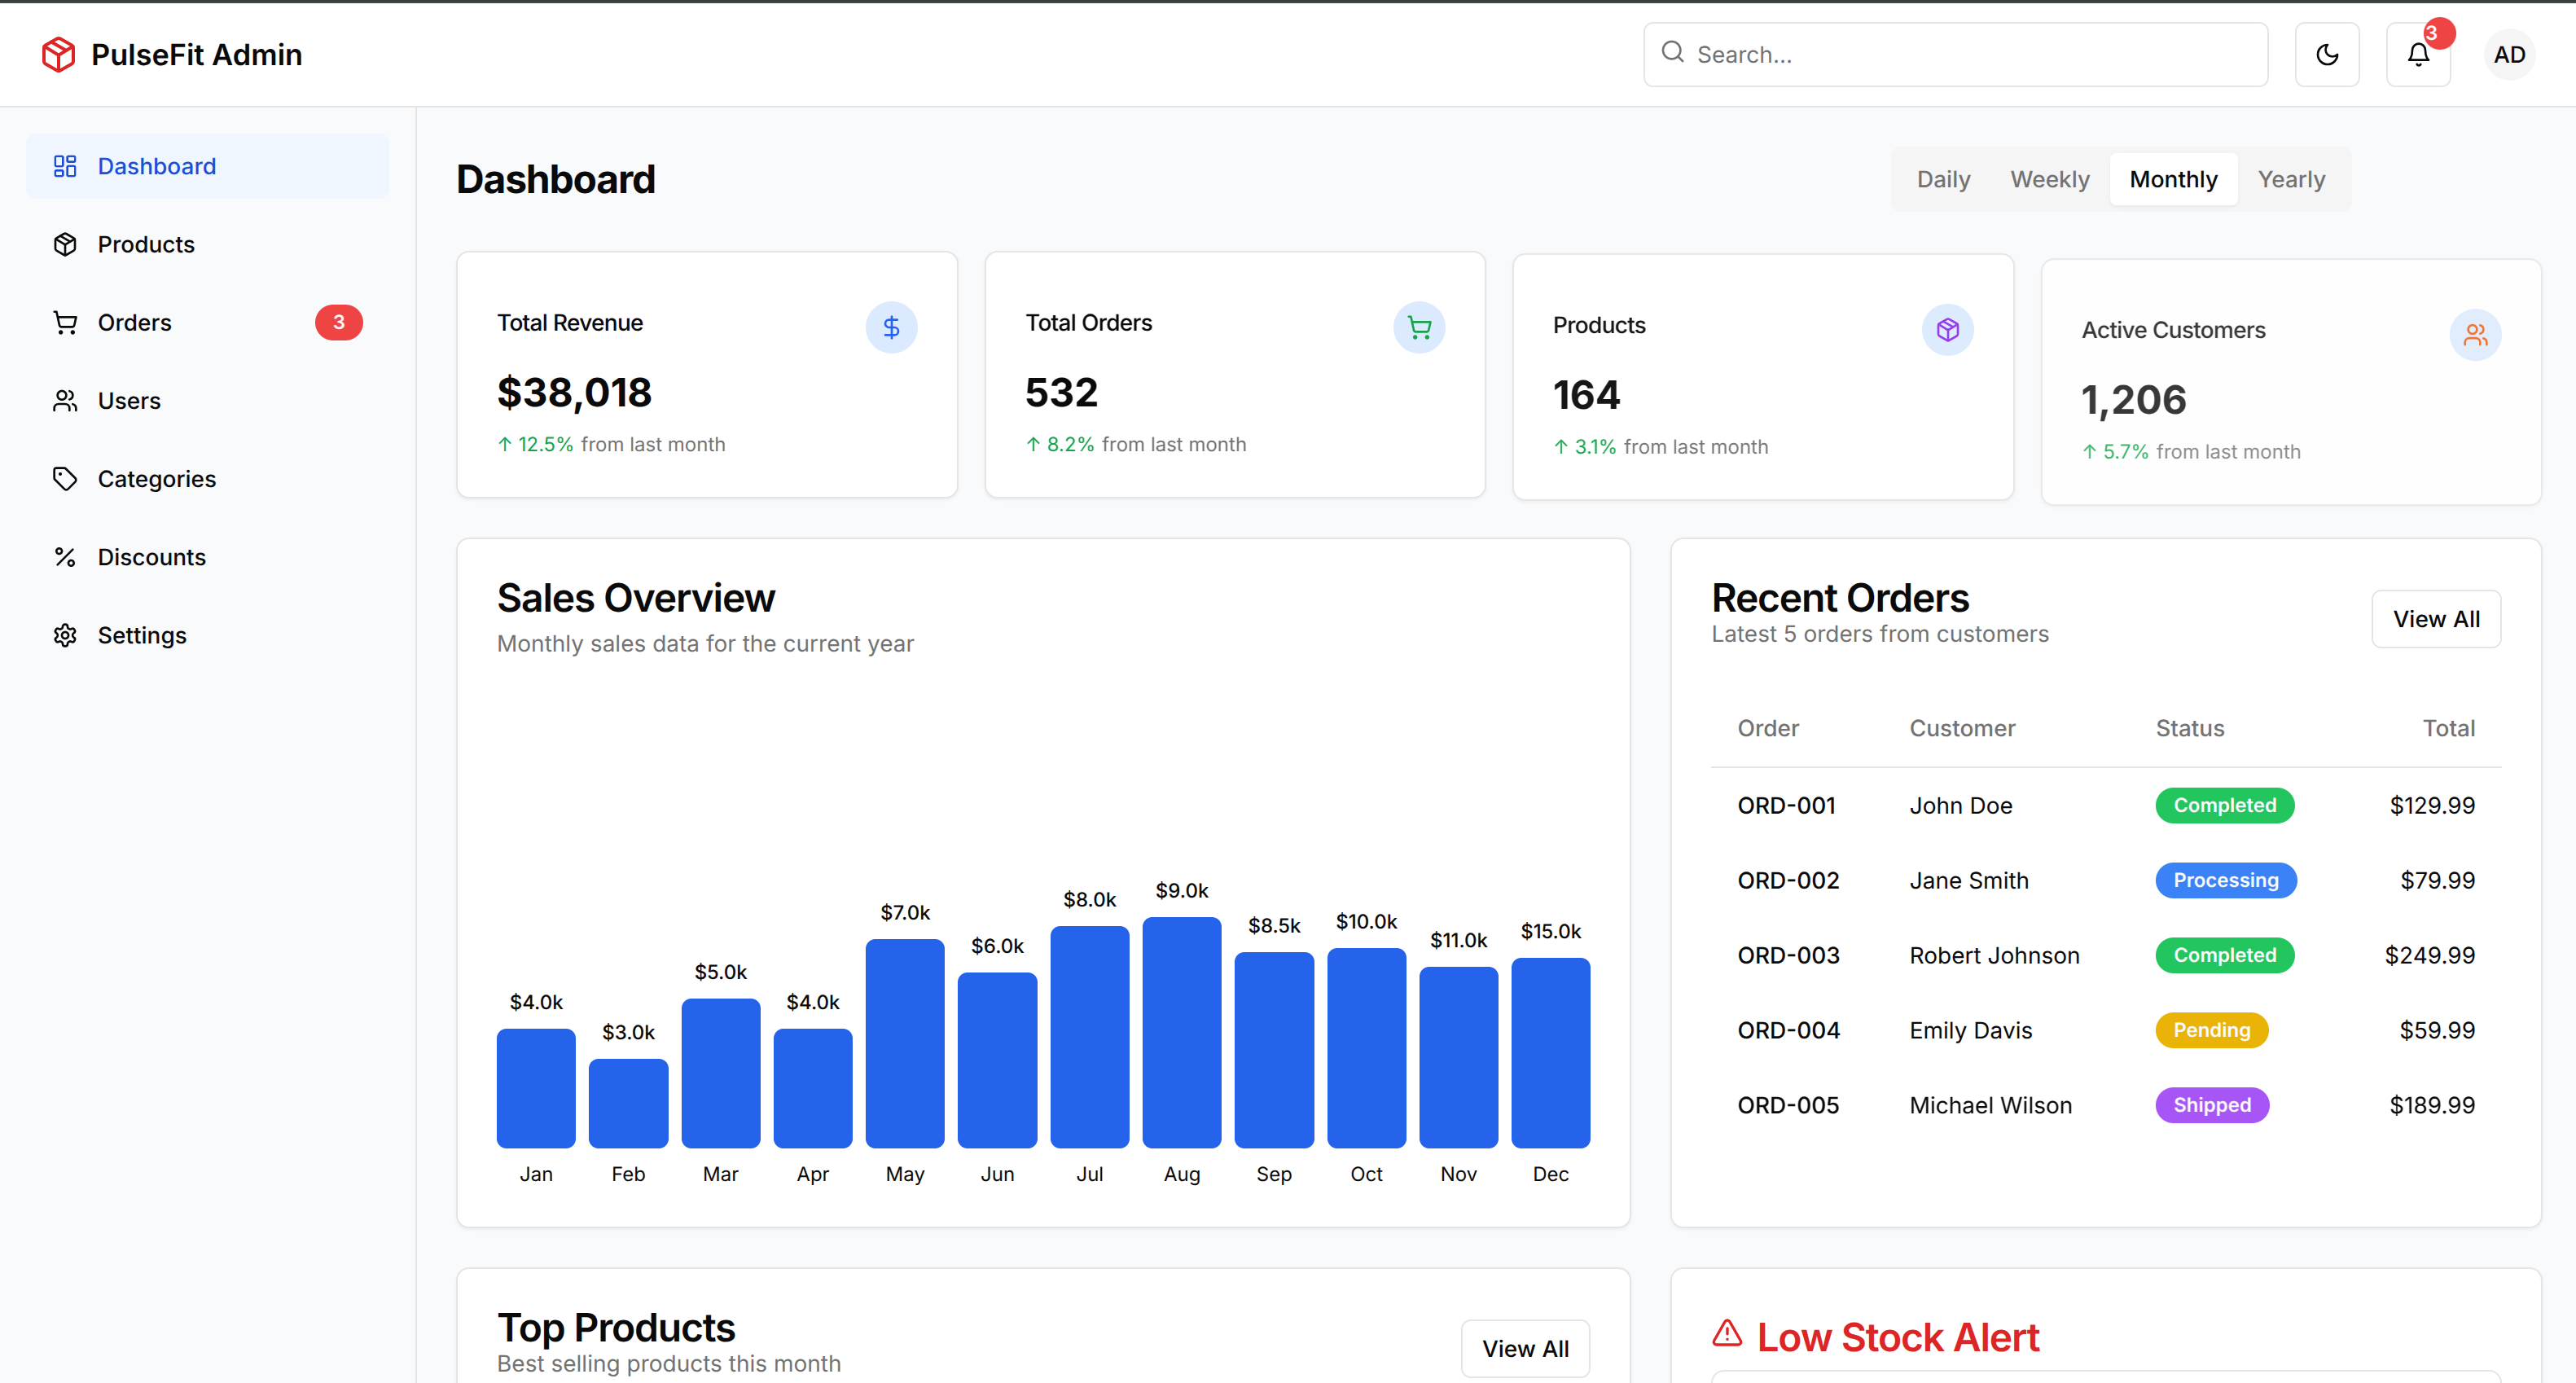 PulseFit Admin
Search...
3
AD
Dashboard
Products
Orders
3
Users
Categories
Discounts
Settings
Dashboard
Daily Weekly Monthly Yearly
Total Revenue
$38,018
↑ 12.5% from last month
Total Orders
532
↑ 8.2% from last month
Products
164
↑ 3.1% from last month
Active Customers
1,206
↑ 5.7% from last month
Sales Overview
Monthly sales data for the current year
$4.0k $3.0k $5.0k $4.0k $7.0k $6.0k $8.0k $9.0k $8.5k $10.0k $11.0k $15.0k
Jan Feb Mar Apr May Jun Jul Aug Sep Oct Nov Dec
Recent Orders
Latest 5 orders from customers
View All
Order Customer Status Total
ORD-001 John Doe Completed $129.99
ORD-002 Jane Smith Processing $79.99
ORD-003 Robert Johnson Completed $249.99
ORD-004 Emily Davis Pending $59.99
ORD-005 Michael Wilson Shipped $189.99
Top Products
Best selling products this month
View All
Low Stock Alert